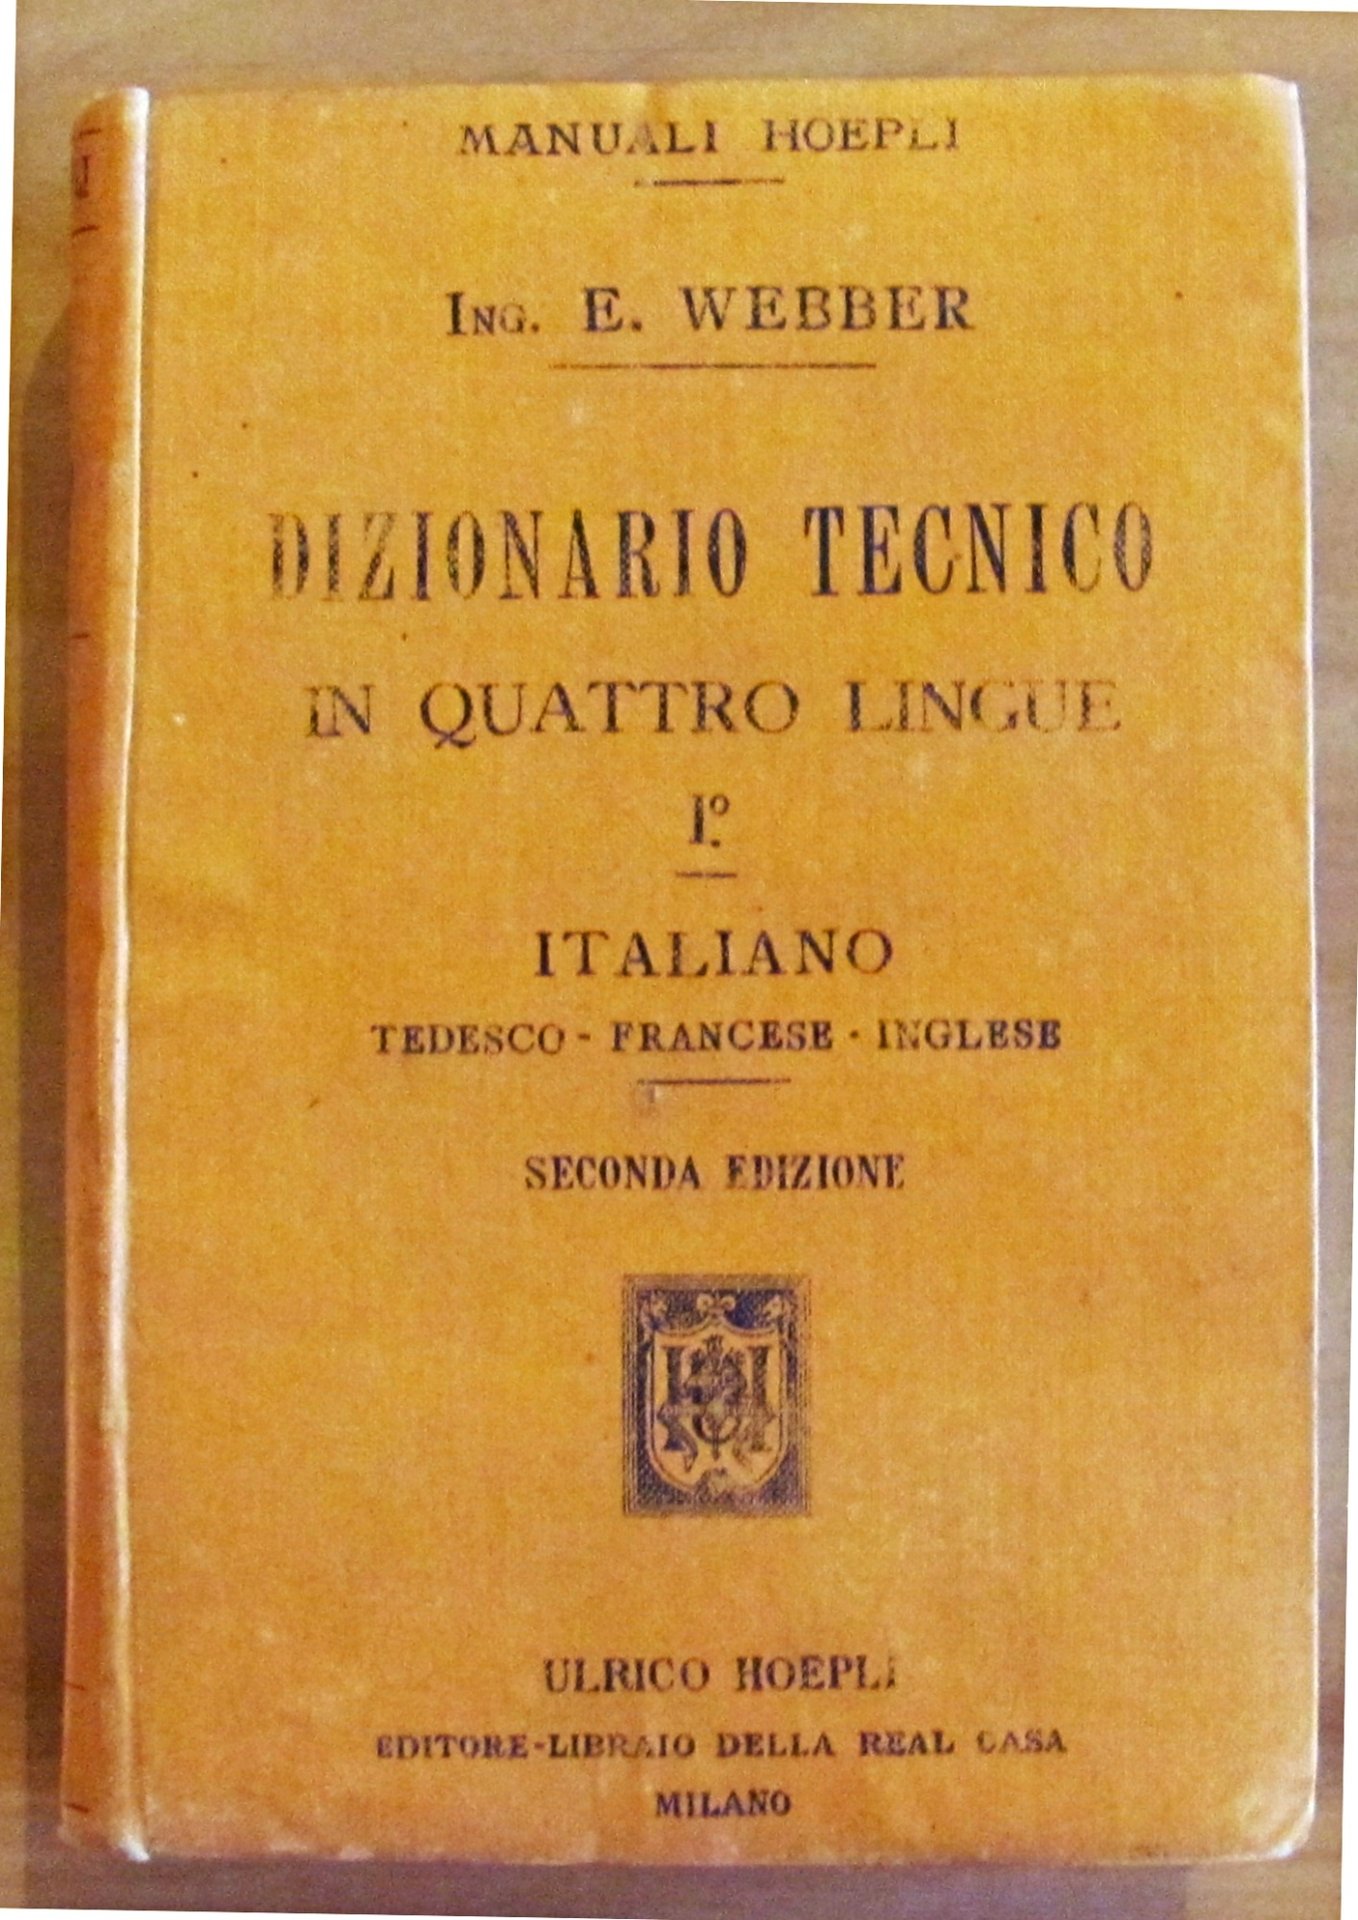 MANUALI HOEPLI
ING. E. WEBBER
DIZIONARIO TECNICO
IN QUATTRO LINGUE
Iº.
ITALIANO
TEDESCO - FRANCESE - INGLESE
SECONDA EDIZIONE
ULRICO HOEPLI
EDITORE-LIBRAIO DELLA REAL CASA
MILANO